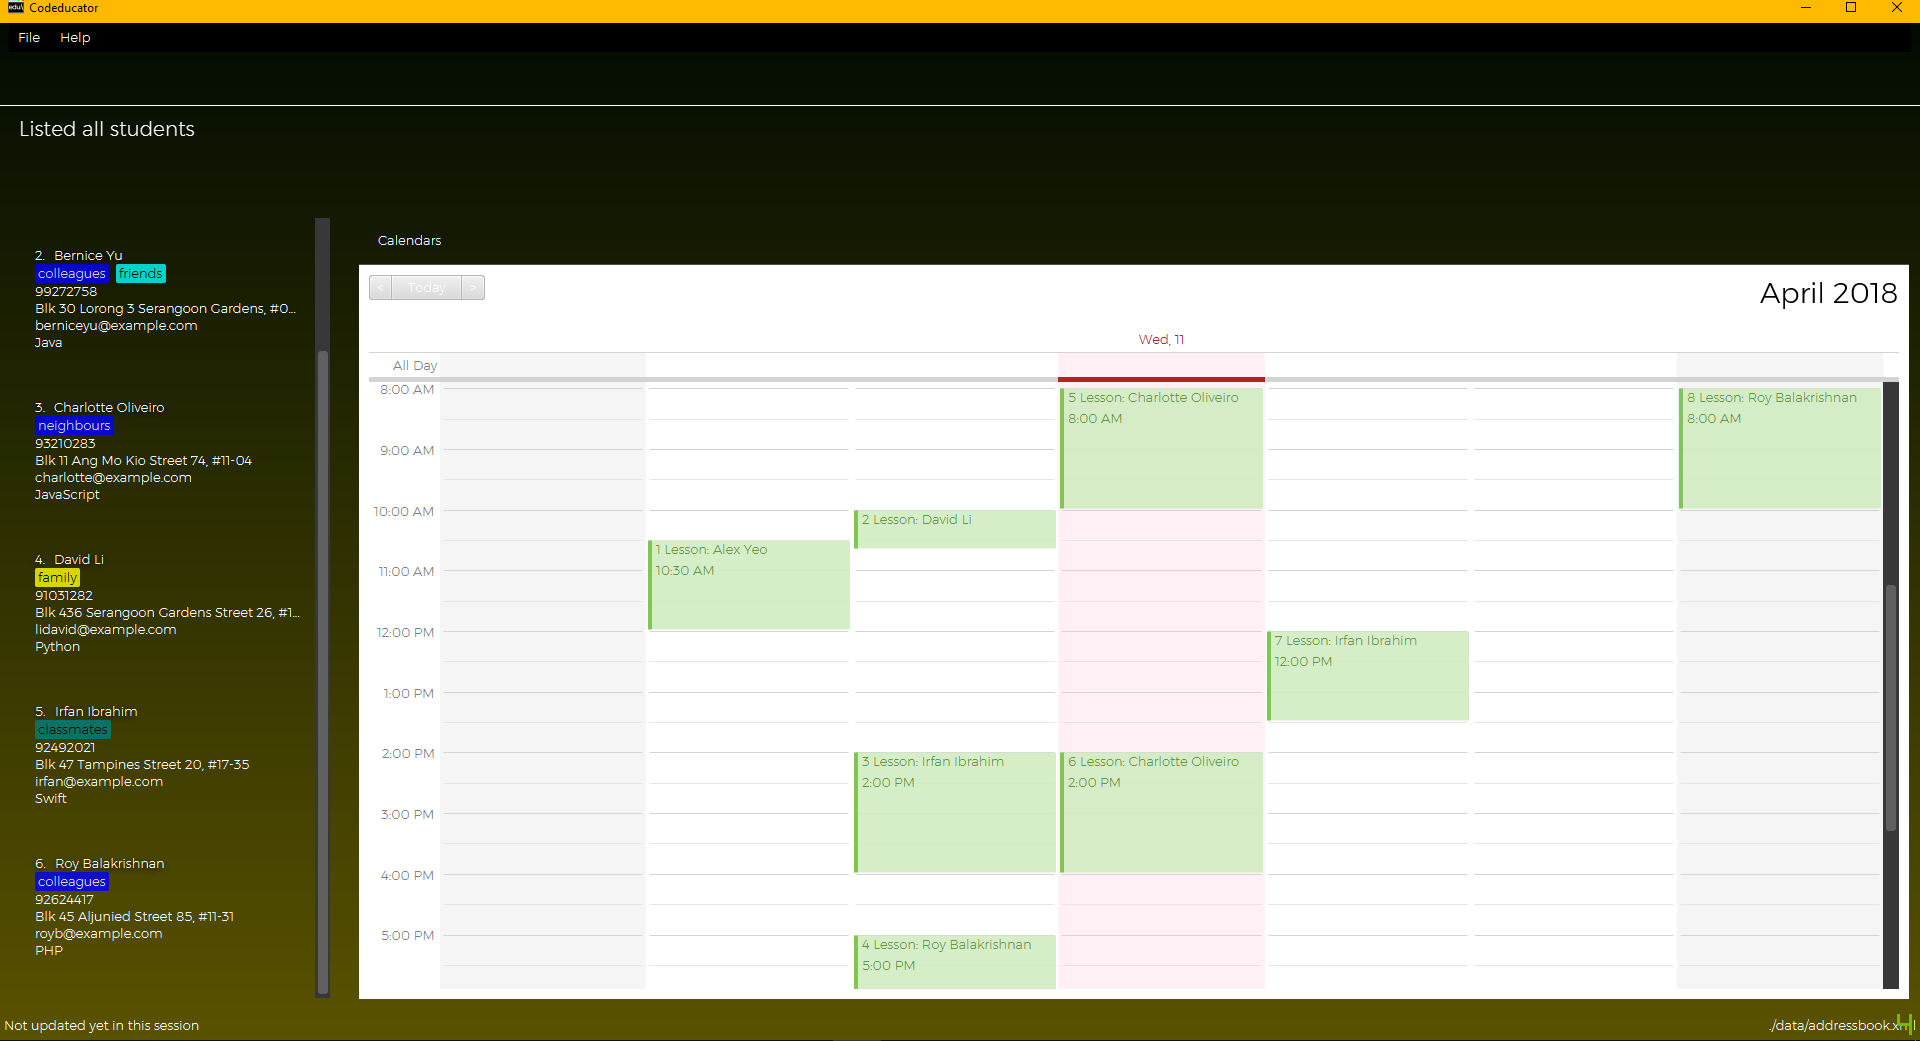 edu\
Codeducator
File Help
Listed all students
2. Bernice Yu
colleagues friends
99272758
Blk 30 Lorong 3 Serangoon Gardens, #0...
berniceyu@example.com
Java
3. Charlotte Oliveiro
neighbours
93210283
Blk 11 Ang Mo Kio Street 74, #11-04
charlotte@example.com
JavaScript
4. David Li
family
91031282
Blk 436 Serangoon Gardens Street 26, #1...
lidavid@example.com
Python
5. Irfan Ibrahim
classmates
92492021
Blk 47 Tampines Street 20, #17-35
irfan@example.com
Swift
6. Roy Balakrishnan
colleagues
92624417
Blk 45 Aljunied Street 85, #11-31
royb@example.com
PHP
Calendars
< Today >
April 2018
Wed, 11
All Day
8:00 AM
9:00 AM
10:00 AM
11:00 AM
12:00 PM
1:00 PM
2:00 PM
3:00 PM
4:00 PM
5:00 PM
1 Lesson: Alex Yeo
10:30 AM
2 Lesson: David Li
3 Lesson: Irfan Ibrahim
2:00 PM
4 Lesson: Roy Balakrishnan
5:00 PM
5 Lesson: Charlotte Oliveiro
8:00 AM
6 Lesson: Charlotte Oliveiro
2:00 PM
7 Lesson: Irfan Ibrahim
12:00 PM
8 Lesson: Roy Balakrishnan
8:00 AM
Not updated yet in this session
./data/addressbook.xml